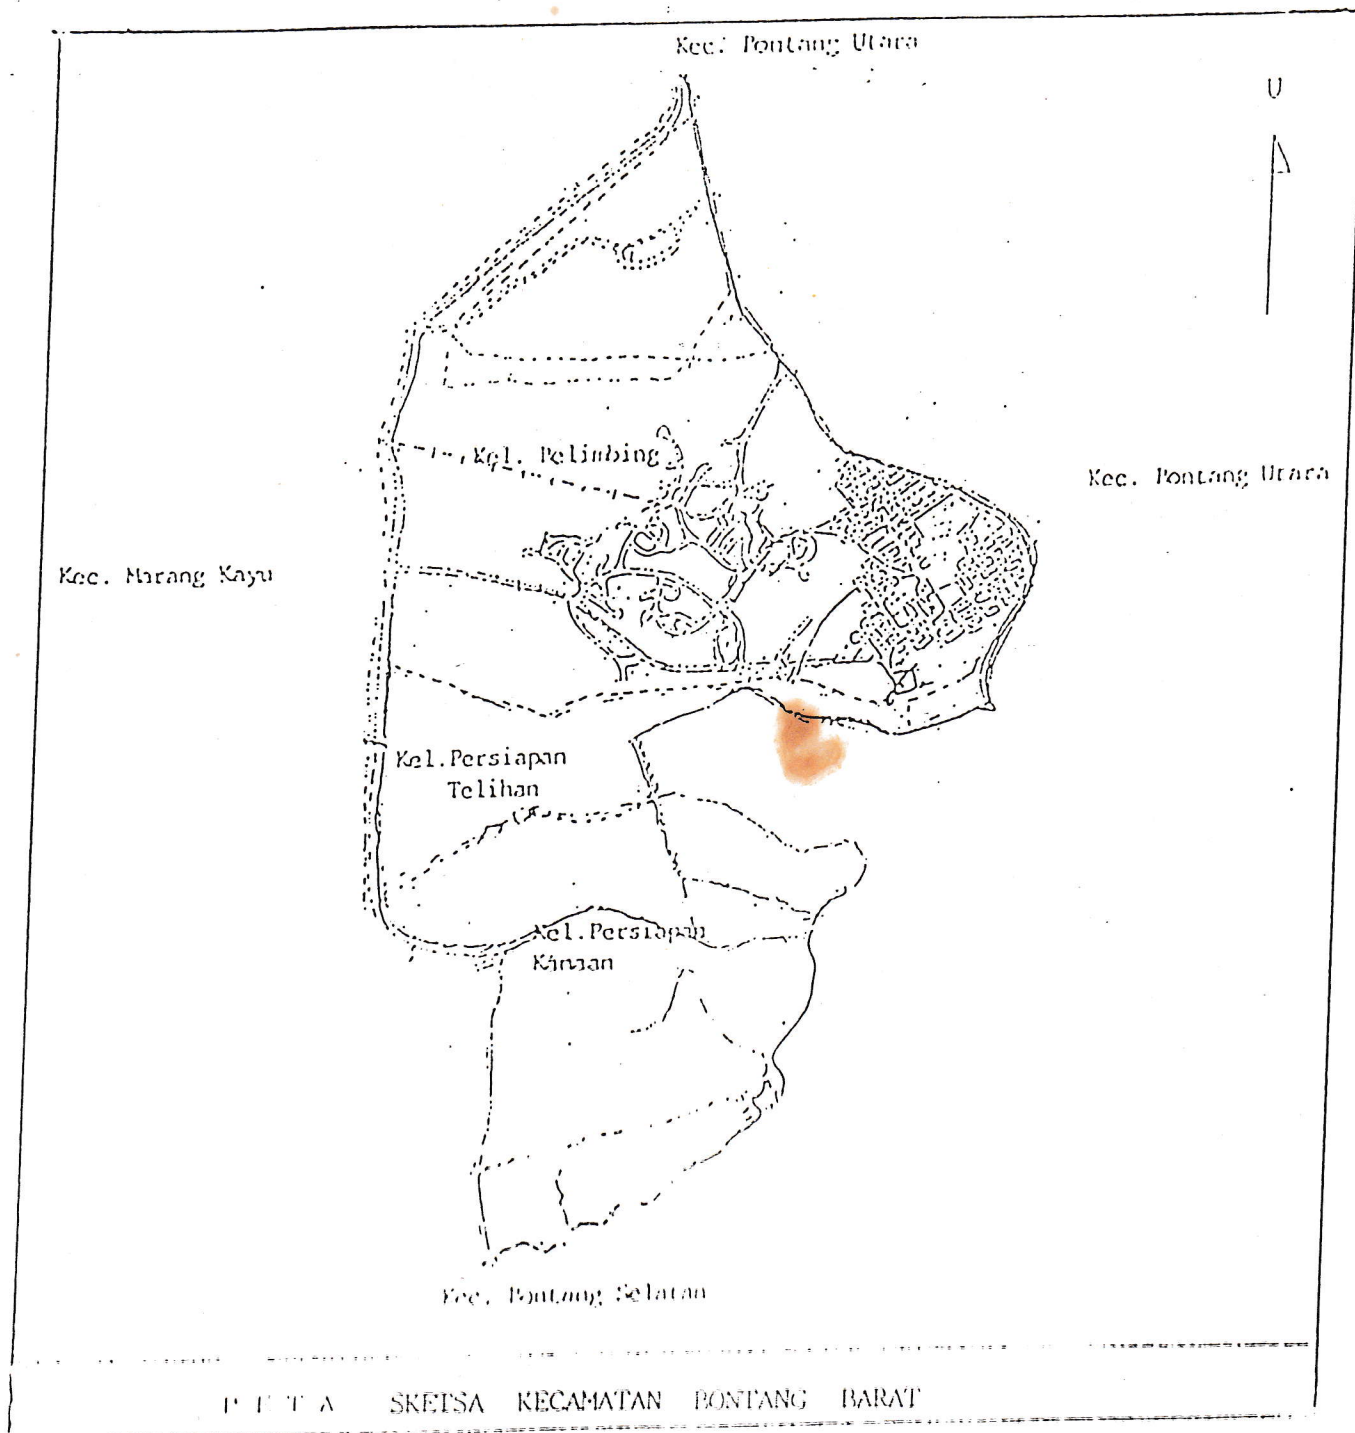 Kec. Bontang Utara
U
Kel. Belimbing
Kec. Bontang Utara
Kec. Marang Kayu
Kel.Persiapan
Telihan
Kel.Persiapan
Kanaan
Kec. Bontang Selatan
P E T A SKETSA KECAMATAN BONTANG BARAT